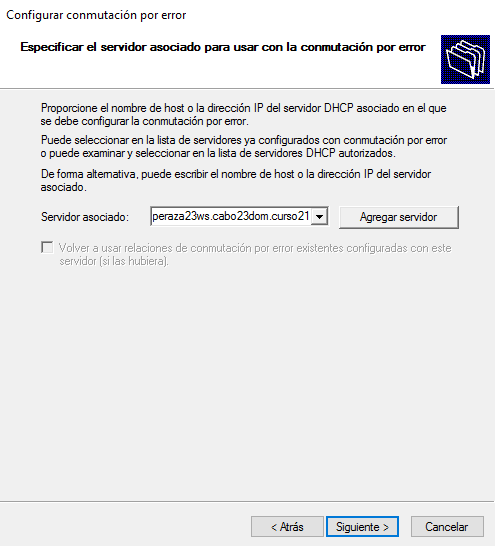 Configurar conmutación por error
Especificar el servidor asociado para usar con la conmutación por error
Proporcione el nombre de host o la dirección IP del servidor DHCP asociado en el que
se debe configurar la conmutación por error.
Puede seleccionar en la lista de servidores ya configurados con conmutación por error
o puede examinar y seleccionar en la lista de servidores DHCP autorizados.
De forma alternativa, puede escribir el nombre de host o la dirección IP del servidor
asociado.
Servidor asociado: peraza23ws.cabo23dom.curso21 Agregar servidor
Volver a usar relaciones de conmutación por error existentes configuradas con este
servidor (si las hubiera).
< Atrás Siguiente > Cancelar